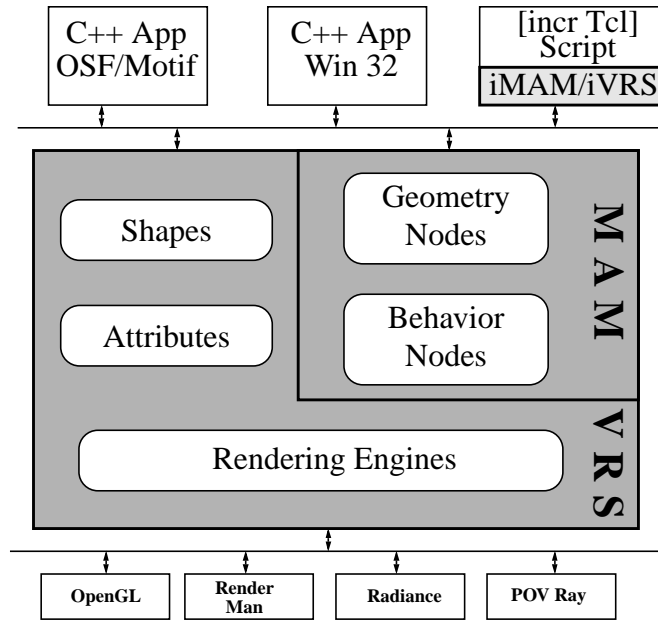 C++ App
OSF/Motif
C++ App
Win 32
[incr Tcl]
Script
iMAM/iVRS
Shapes
Attributes
Geometry
Nodes
Behavior
Nodes
MAM
Rendering Engines
VRS
OpenGL
Render
Man
Radiance
POV Ray